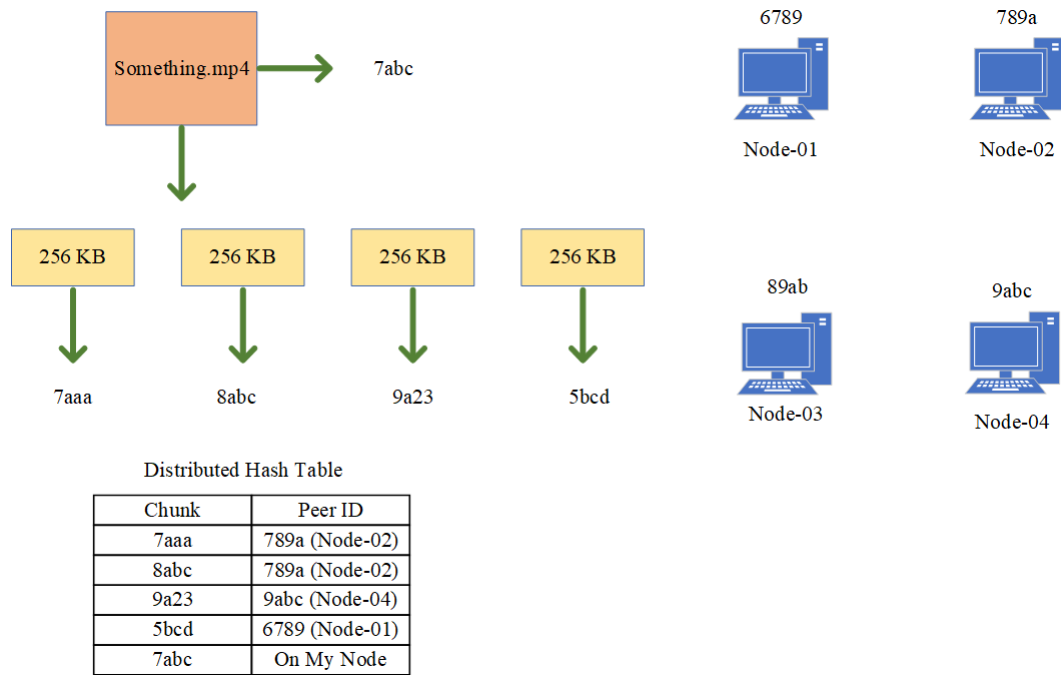 Something.mp4
7abc
256 KB
256 KB
256 KB
256 KB
7aaa
8abc
9a23
5bcd
6789
789a
Node-01
Node-02
89ab
9abc
Node-03
Node-04
Distributed Hash Table
Chunk Peer ID
7aaa 789a (Node-02)
8abc 789a (Node-02)
9a23 9abc (Node-04)
5bcd 6789 (Node-01)
7abc On My Node